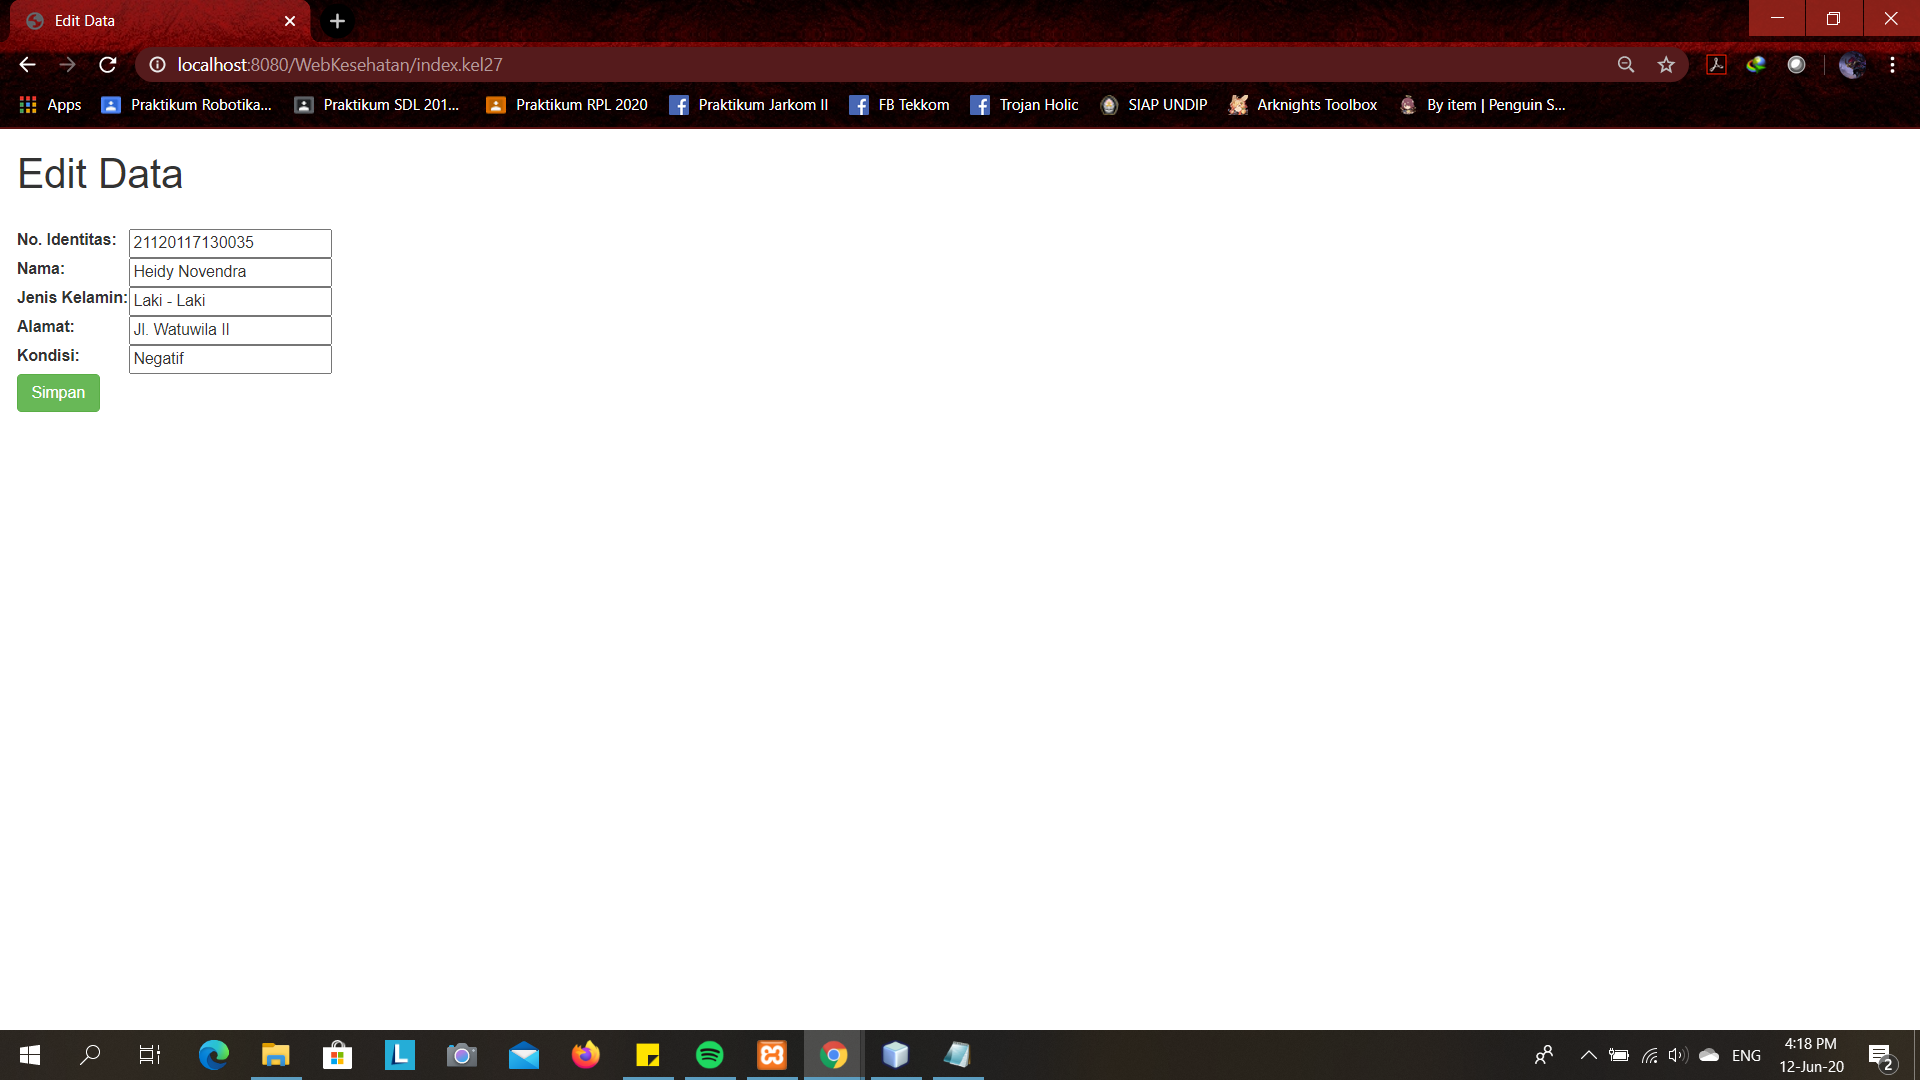 Edit Data
localhost:8080/WebKesehatan/index.kel27
Apps
Praktikum Robotika...
Praktikum SDL 201...
Praktikum RPL 2020
Praktikum Jarkom II
FB Tekkom
Trojan Holic
SIAP UNDIP
Arknights Toolbox
By item | Penguin S...
Edit Data
No. Identitas: 21120117130035
Nama: Heidy Novendra
Jenis Kelamin: Laki - Laki
Alamat: Jl. Watuwila II
Kondisi: Negatif
Simpan
L
ENG
4:18 PM
12-Jun-20
2